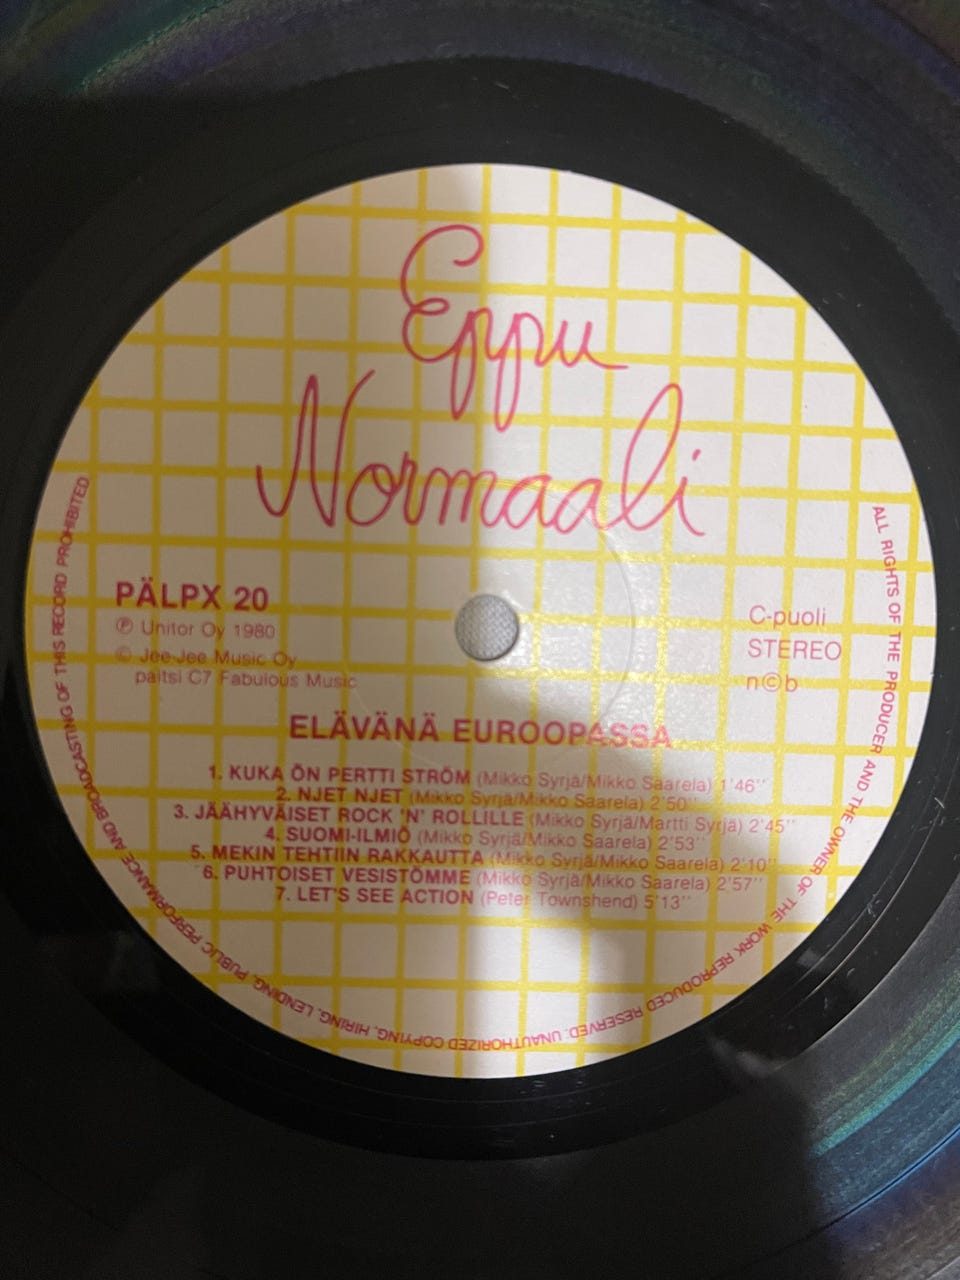 Eppu
Normaali
PÄLPX 20
℗ Unitor Oy 1980
© Jee-Jee Music Oy
paitsi C7 Fabulous Music
C-puoli
STEREO
n©b
ELÄVÄNÄ EUROOPASSA
1. KUKA ÖN PERTTI STRÖM (Mikko Syrjä/Mikko Saarela) 1'46''
2. NJET NJET (Mikko Syrjä/Mikko Saarela) 2'50''
3. JÄÄHYVÄISET ROCK 'N' ROLLILLE (Mikko Syrjä/Martti Syrjä) 2'45''
4. SUOMI-ILMIÖ (Mikko Syrjä/Mikko Saarela) 2'53''
5. MEKIN TEHTIIN RAKKAUTTA (Mikko Syrjä/Mikko Saarela) 2'10''
6. PUHTOISET VESISTÖMME (Mikko Syrjä/Mikko Saarela) 2'57''
7. LET'S SEE ACTION (Peter Townshend) 5'13''
ALL RIGHTS OF THE PRODUCER AND THE OWNER OF THE WORK REPRODUCED RESERVED. UNAUTHORIZED COPYING, HIRING, LENDING, PUBLIC PERFORMANCE AND BROADCASTING OF THIS RECORD PROHIBITED